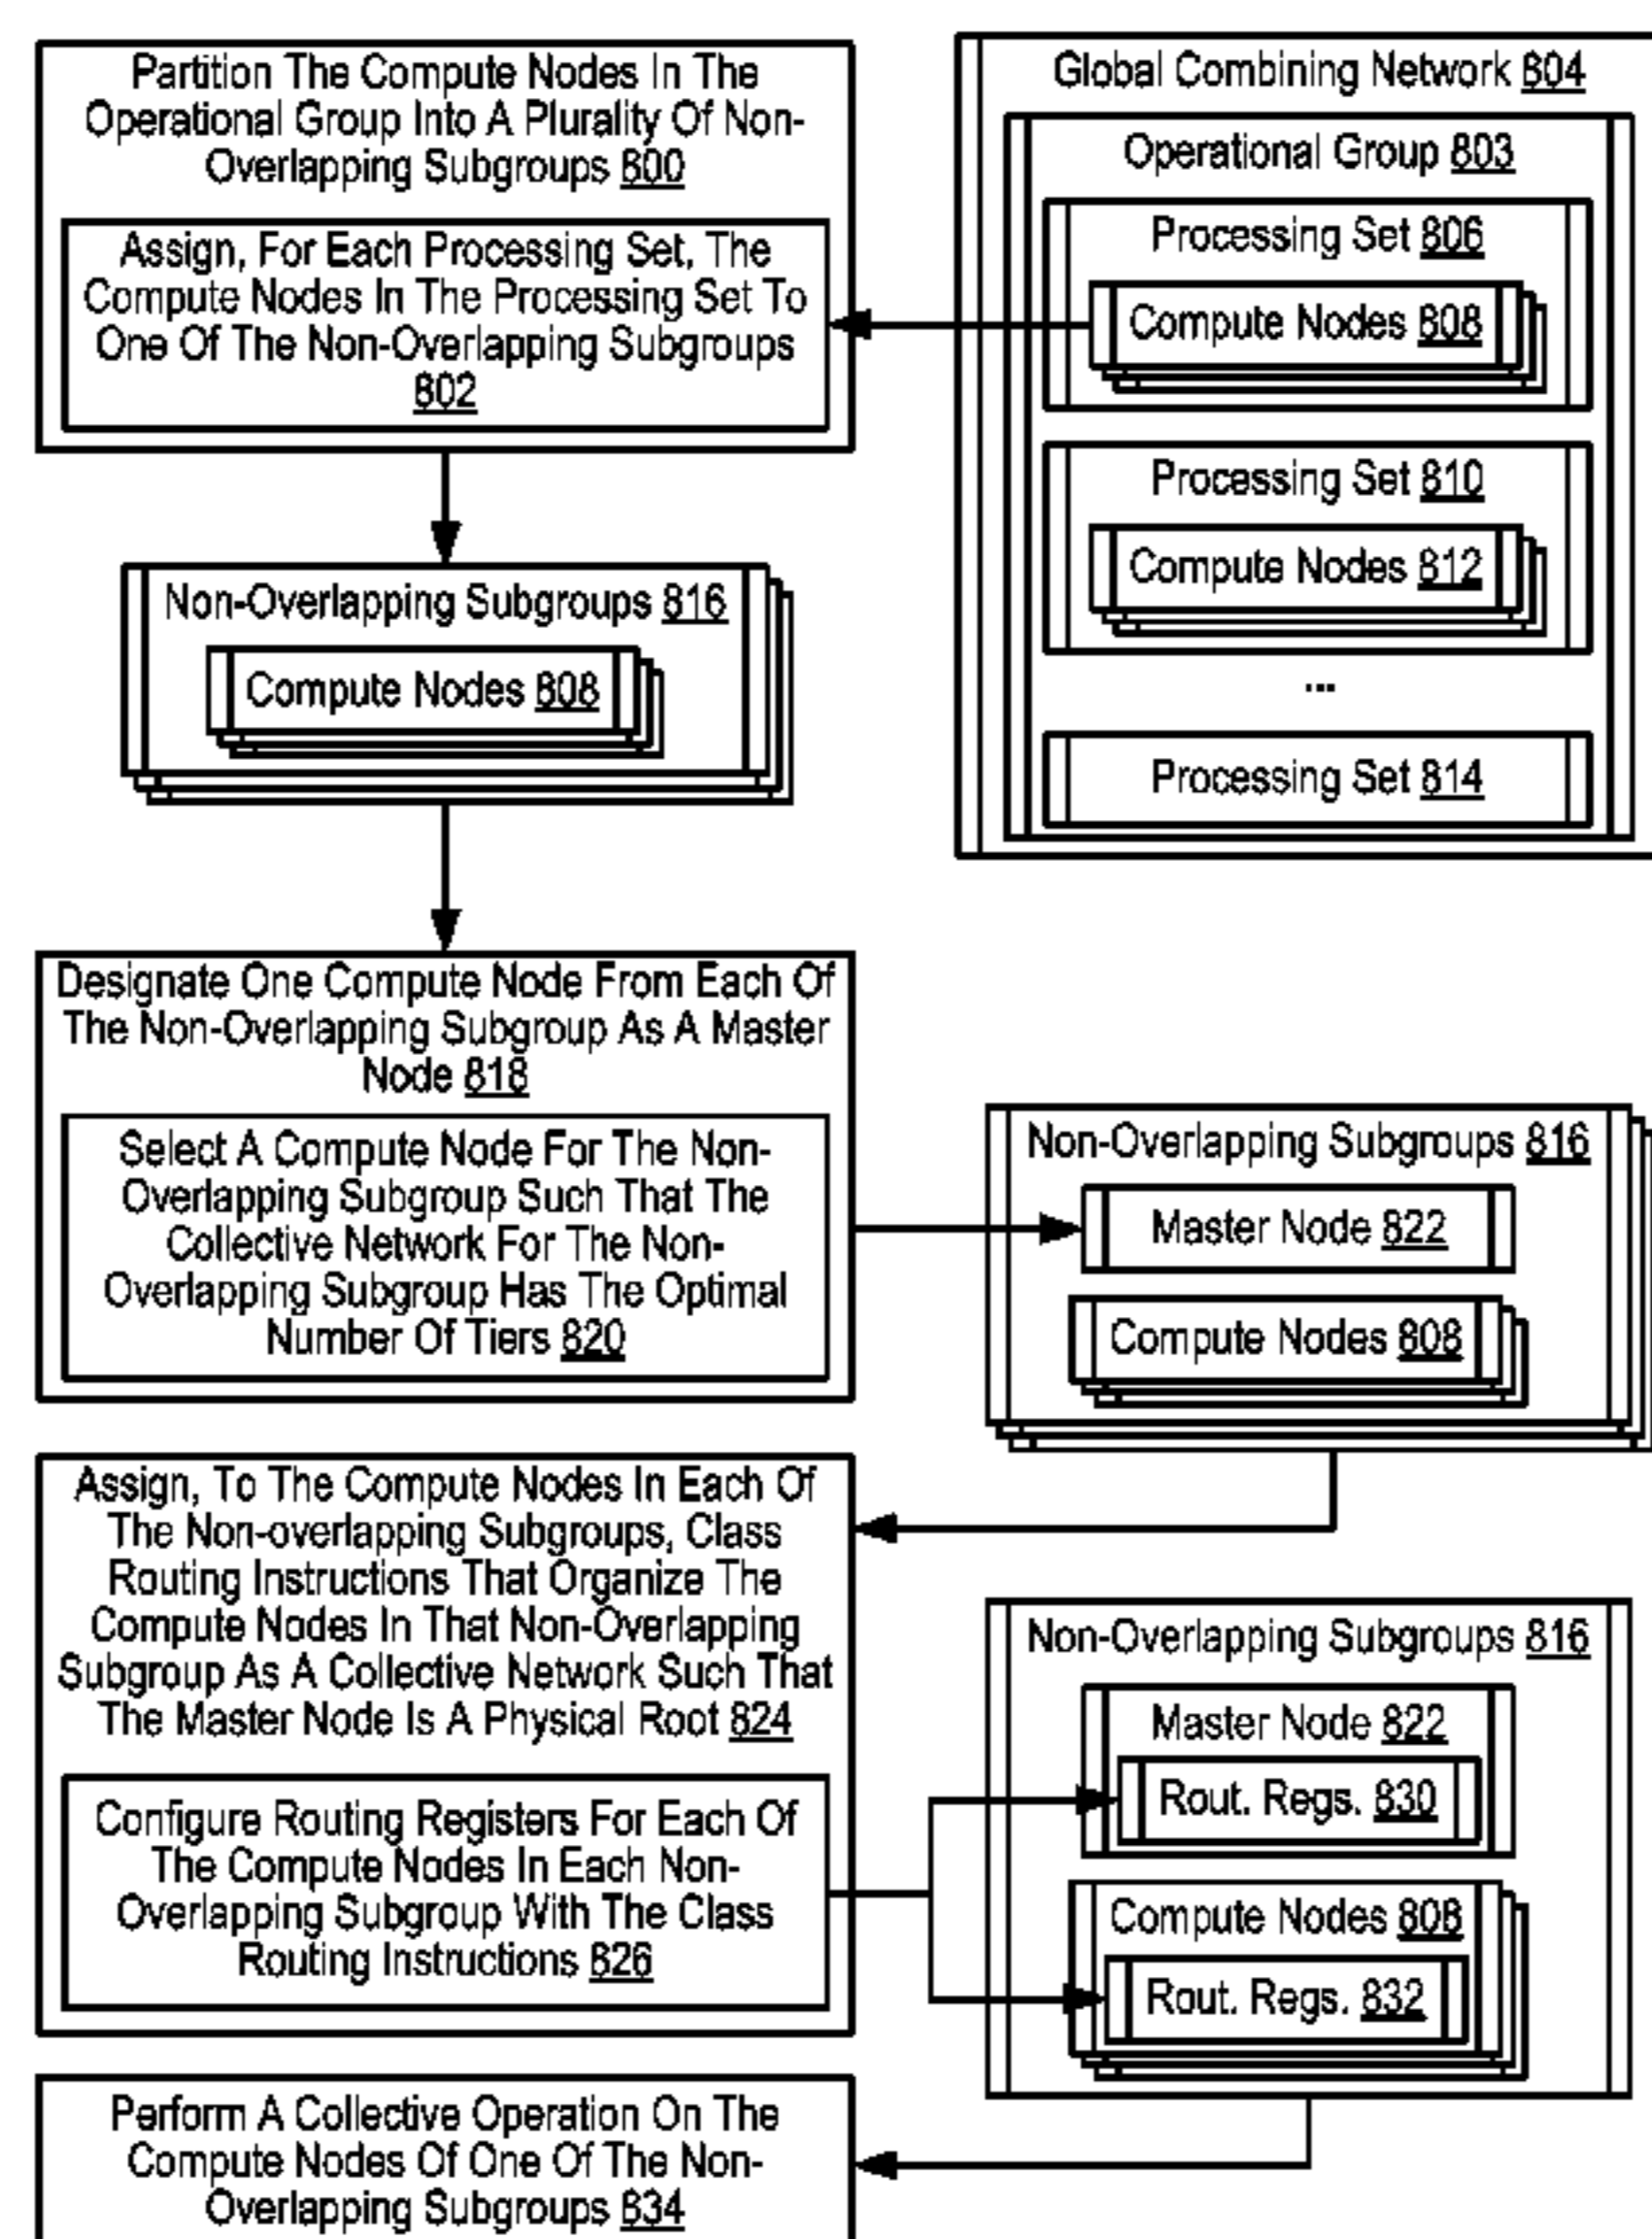 Partition The Compute Nodes In The
Operational Group Into A Plurality Of Non-
Overlapping Subgroups 800
Assign, For Each Processing Set, The
Compute Nodes In The Processing Set To
One Of The Non-Overlapping Subgroups
802
Global Combining Network 804
Operational Group 803
Processing Set 806
Compute Nodes 808
Processing Set 810
Compute Nodes 812
...
Processing Set 814
Non-Overlapping Subgroups 816
Compute Nodes 808
Designate One Compute Node From Each Of
The Non-Overlapping Subgroup As A Master
Node 818
Select A Compute Node For The Non-
Overlapping Subgroup Such That The
Collective Network For The Non-
Overlapping Subgroup Has The Optimal
Number Of Tiers 820
Non-Overlapping Subgroups 816
Master Node 822
Compute Nodes 808
Assign, To The Compute Nodes In Each Of
The Non-overlapping Subgroups, Class
Routing Instructions That Organize The
Compute Nodes In That Non-Overlapping
Subgroup As A Collective Network Such That
The Master Node Is A Physical Root 824
Configure Routing Registers For Each Of
The Compute Nodes In Each Non-
Overlapping Subgroup With The Class
Routing Instructions 826
Non-Overlapping Subgroups 816
Master Node 822
Rout. Regs. 830
Compute Nodes 808
Rout. Regs. 832
Perform A Collective Operation On The
Compute Nodes Of One Of The Non-
Overlapping Subgroups 834